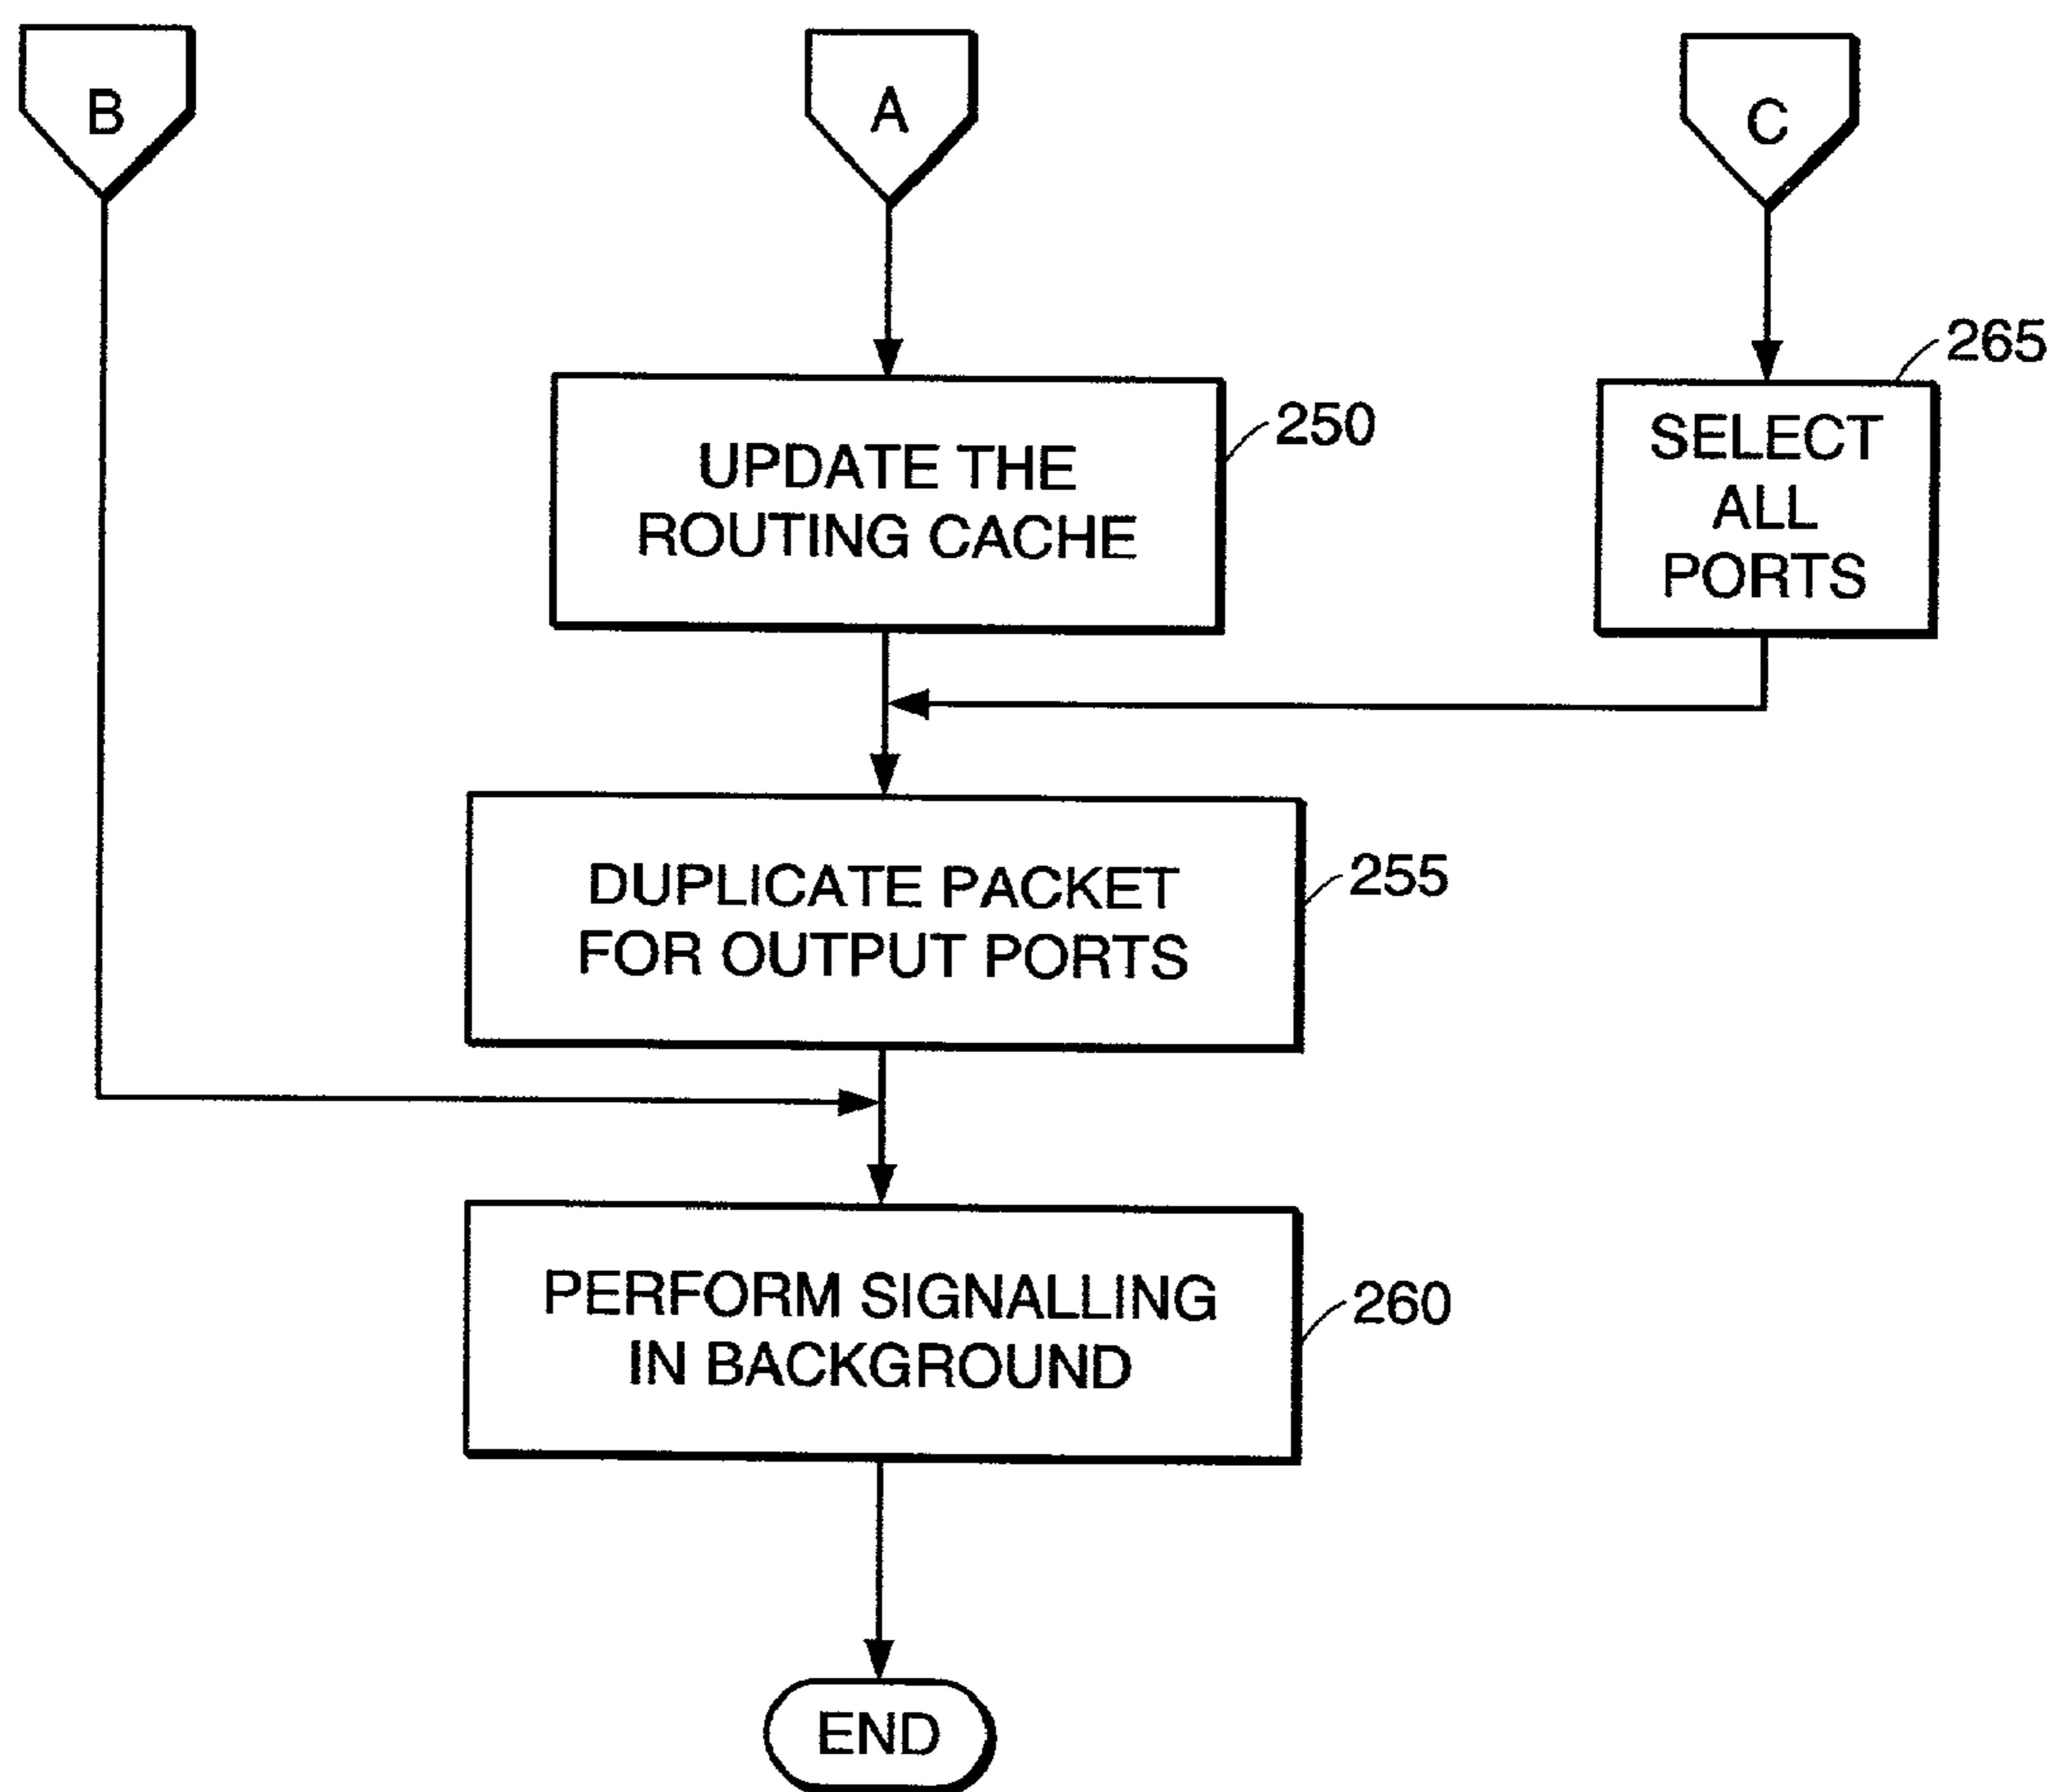 B
A
C
265
250
UPDATE THE
ROUTING CACHE
SELECT
ALL
PORTS
255
DUPLICATE PACKET
FOR OUTPUT PORTS
260
PERFORM SIGNALLING
IN BACKGROUND
END